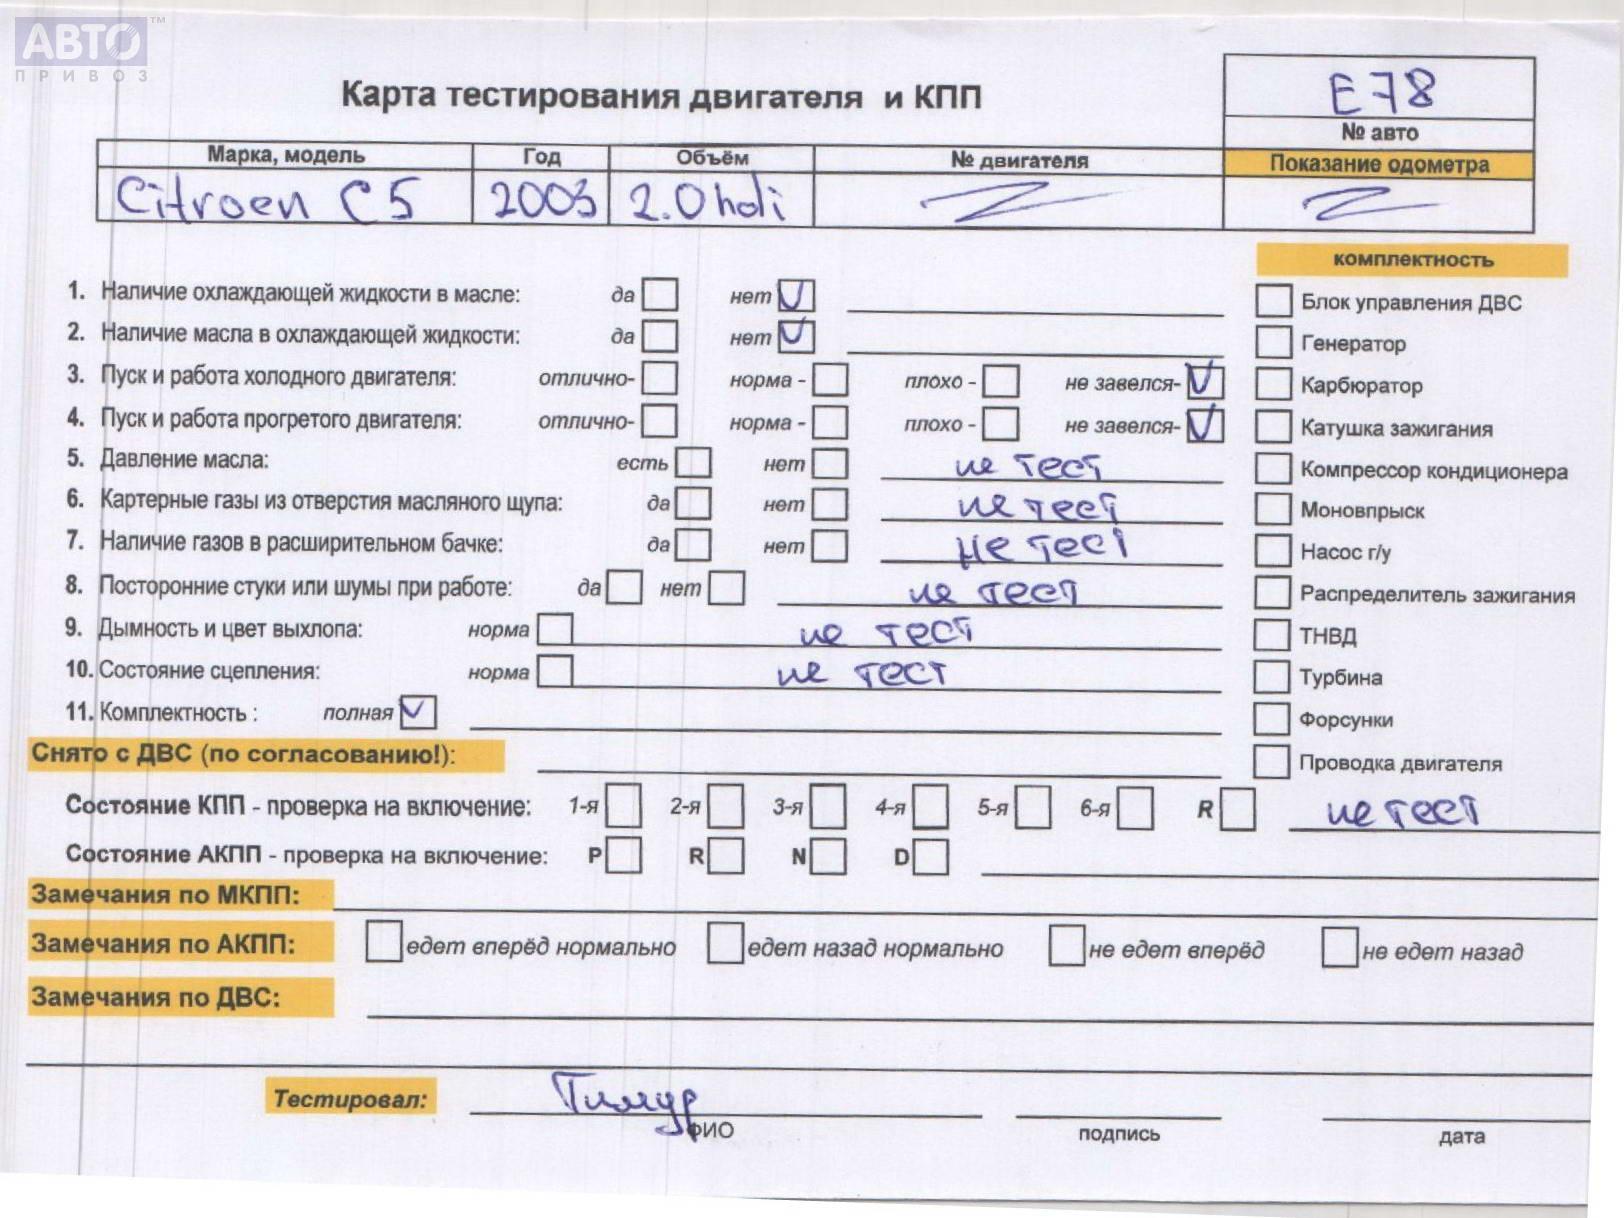 АВТО™
ПРИВОЗ
Карта тестирования двигателя и КПП
E78
№ авто
Марка, модель Год Объём № двигателя Показание одометра
Citroen C5 2003 2.0 hdi
комплектность
1. Наличие охлаждающей жидкости в масле: да нет
Блок управления ДВС
2. Наличие масла в охлаждающей жидкости: да нет
Генератор
3. Пуск и работа холодного двигателя: отлично- норма - плохо - не завелся-
Карбюратор
4. Пуск и работа прогретого двигателя: отлично- норма - плохо - не завелся-
Катушка зажигания
5. Давление масла: есть нет не тест
Компрессор кондиционера
6. Картерные газы из отверстия масляного щупа: да нет не тест
Моновпрыск
7. Наличие газов в расширительном бачке: да нет не тест
Насос г/у
8. Посторонние стуки или шумы при работе: да нет не тест
Распределитель зажигания
9. Дымность и цвет выхлопа: норма не тест
ТНВД
10. Состояние сцепления: норма не тест
Турбина
11. Комплектность : полная
Форсунки
Снято с ДВС (по согласованию!):
Проводка двигателя
Состояние КПП - проверка на включение: 1-я 2-я 3-я 4-я 5-я 6-я R не тест
Состояние АКПП - проверка на включение: P R N D
Замечания по МКПП:
Замечания по АКПП: едет вперёд нормально едет назад нормально не едет вперёд не едет назад
Замечания по ДВС:
Тестировал: Тимур
ФИО подпись дата